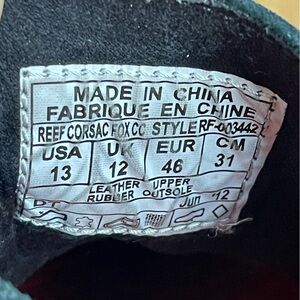 MADE IN CHINA
FABRIQUE EN CHINE
REEF CORSAC FOX CC STYLE RF-003442
USA UK EUR CM
13 12 46 31
LEATHER UPPER
RUBBER OUTSOLE
Jun '12